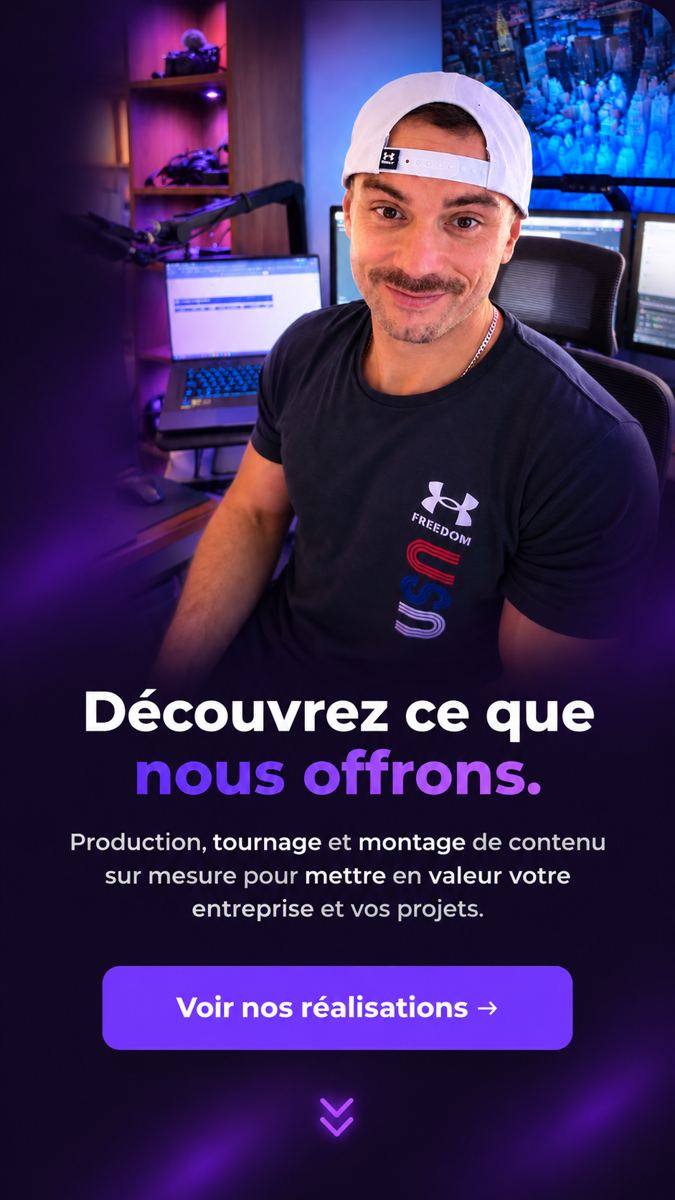 FREEDOM
USA
Découvrez ce que
nous offrons.
Production, tournage et montage de contenu
sur mesure pour mettre en valeur votre
entreprise et vos projets.
Voir nos réalisations →